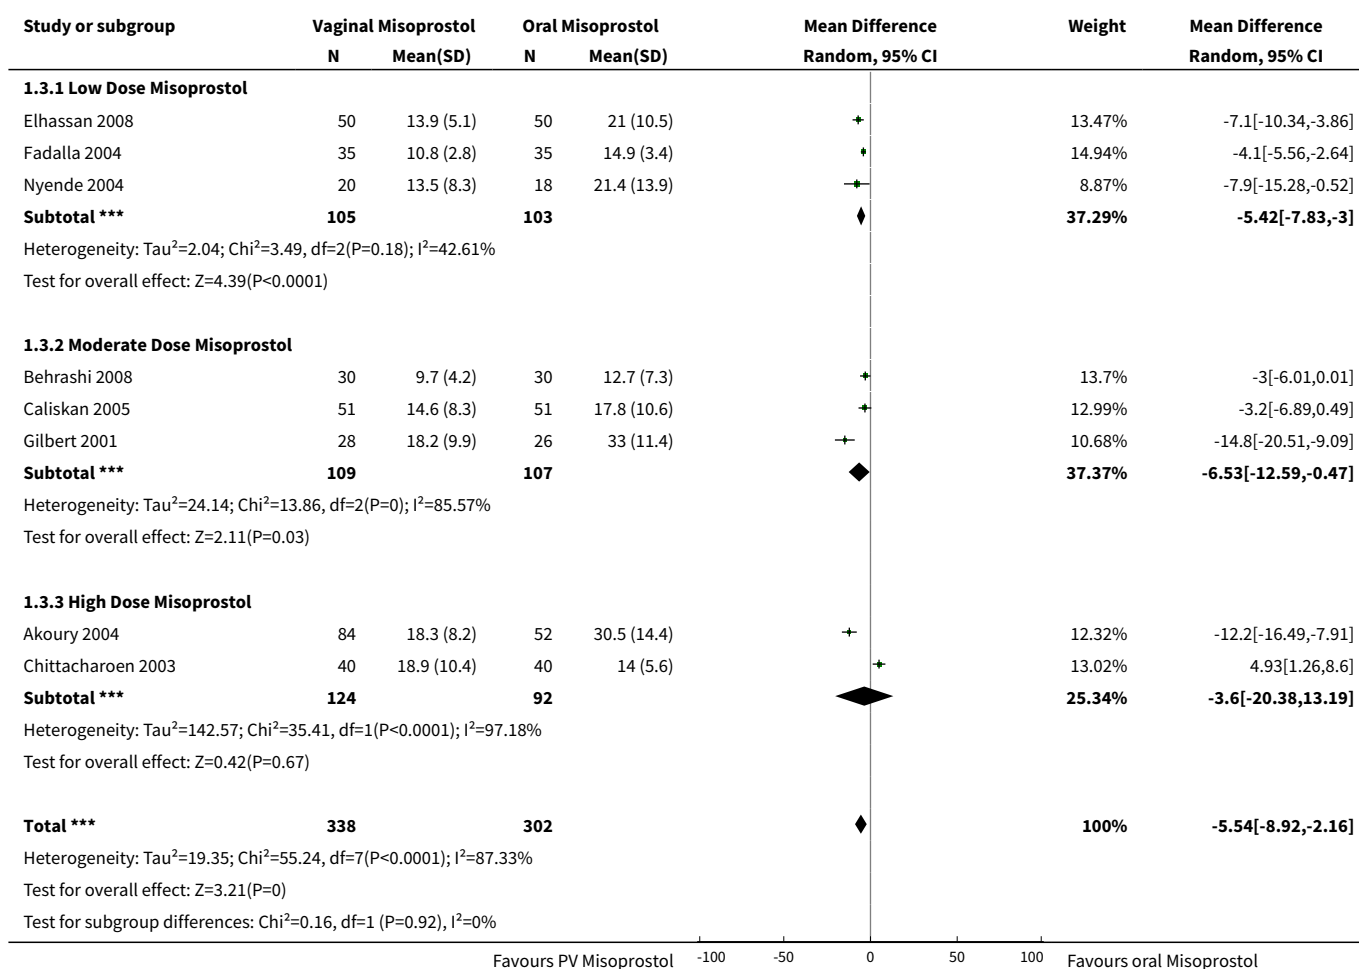 Study or subgroup Vaginal Misoprostol Oral Misoprostol Mean Difference Weight Mean Difference
N Mean(SD) N Mean(SD) Random, 95% CI Random, 95% CI
1.3.1 Low Dose Misoprostol
Elhassan 2008 50 13.9 (5.1) 50 21 (10.5) 13.47% -7.1[-10.34,-3.86]
Fadalla 2004 35 10.8 (2.8) 35 14.9 (3.4) 14.94% -4.1[-5.56,-2.64]
Nyende 2004 20 13.5 (8.3) 18 21.4 (13.9) 8.87% -7.9[-15.28,-0.52]
Subtotal *** 105 103 37.29% -5.42[-7.83,-3]
Heterogeneity: Tau²=2.04; Chi²=3.49, df=2(P=0.18); I²=42.61%
Test for overall effect: Z=4.39(P<0.0001)
1.3.2 Moderate Dose Misoprostol
Behrashi 2008 30 9.7 (4.2) 30 12.7 (7.3) 13.7% -3[-6.01,0.01]
Caliskan 2005 51 14.6 (8.3) 51 17.8 (10.6) 12.99% -3.2[-6.89,0.49]
Gilbert 2001 28 18.2 (9.9) 26 33 (11.4) 10.68% -14.8[-20.51,-9.09]
Subtotal *** 109 107 37.37% -6.53[-12.59,-0.47]
Heterogeneity: Tau²=24.14; Chi²=13.86, df=2(P=0); I²=85.57%
Test for overall effect: Z=2.11(P=0.03)
1.3.3 High Dose Misoprostol
Akoury 2004 84 18.3 (8.2) 52 30.5 (14.4) 12.32% -12.2[-16.49,-7.91]
Chittacharoen 2003 40 18.9 (10.4) 40 14 (5.6) 13.02% 4.93[1.26,8.6]
Subtotal *** 124 92 25.34% -3.6[-20.38,13.19]
Heterogeneity: Tau²=142.57; Chi²=35.41, df=1(P<0.0001); I²=97.18%
Test for overall effect: Z=0.42(P=0.67)
Total *** 338 302 100% -5.54[-8.92,-2.16]
Heterogeneity: Tau²=19.35; Chi²=55.24, df=7(P<0.0001); I²=87.33%
Test for overall effect: Z=3.21(P=0)
Test for subgroup differences: Chi²=0.16, df=1 (P=0.92), I²=0%
Favours PV Misoprostol -100 -50 0 50 100 Favours oral Misoprostol